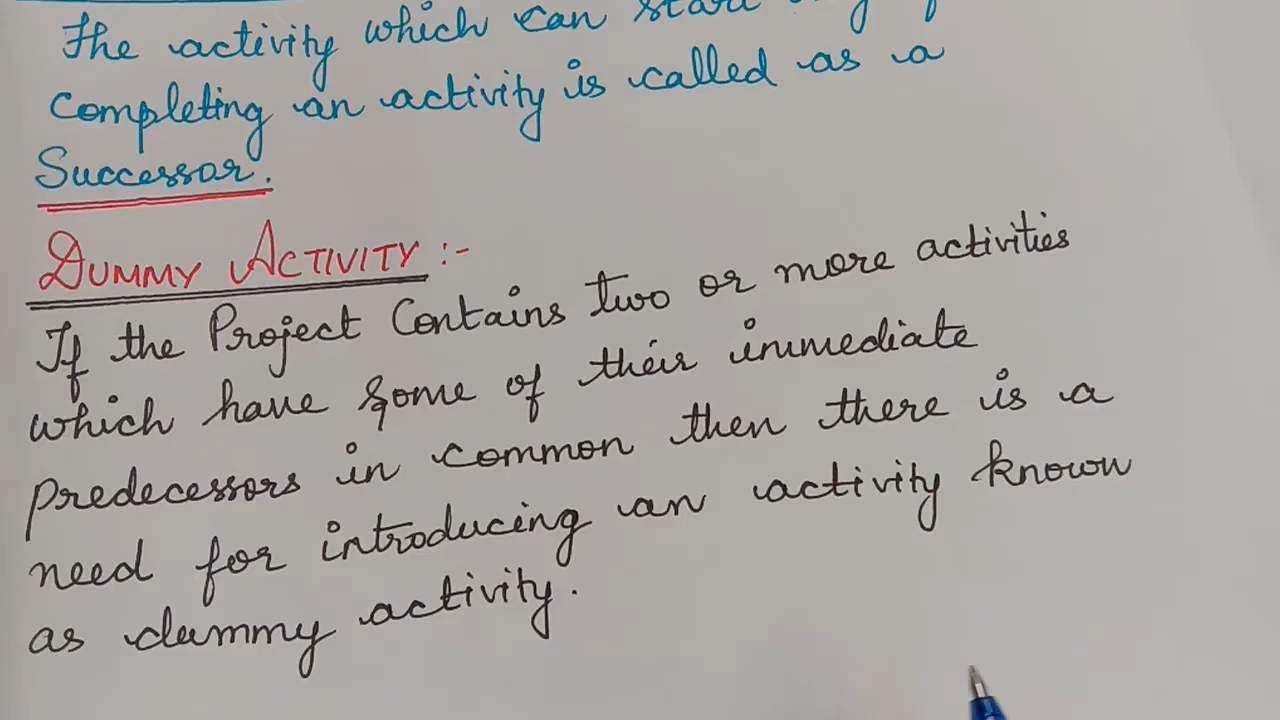 The activity which can start
Completing an activity is called as a
Successor.
DUMMY ACTIVITY :-
If the Project Contains two or more activities
which have some of their immediate
predecessors in common then there is a
need for introducing an activity known
as dummy activity.